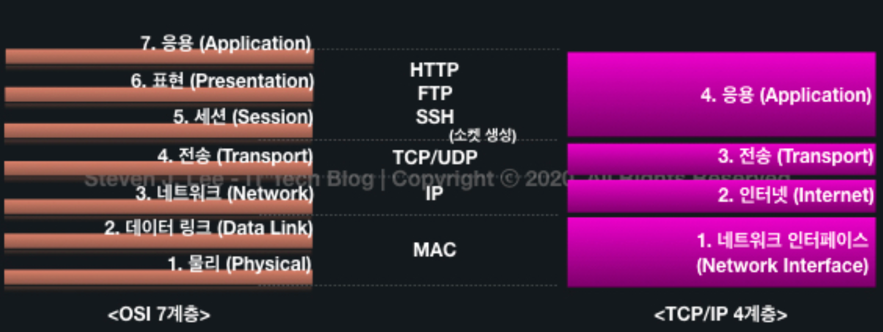 7. 응용 (Application)
6. 표현 (Presentation)
5. 세션 (Session)
4. 전송 (Transport)
3. 네트워크 (Network)
2. 데이터 링크 (Data Link)
1. 물리 (Physical)
<OSI 7계층>
HTTP
FTP
SSH
(소켓 생성)
TCP/UDP
IP
MAC
4. 응용 (Application)
3. 전송 (Transport)
2. 인터넷 (Internet)
1. 네트워크 인터페이스
(Network Interface)
<TCP/IP 4계층>
Steven J. Lee - IT Tech Blog | Copyright © 2020. All Rights Reserved